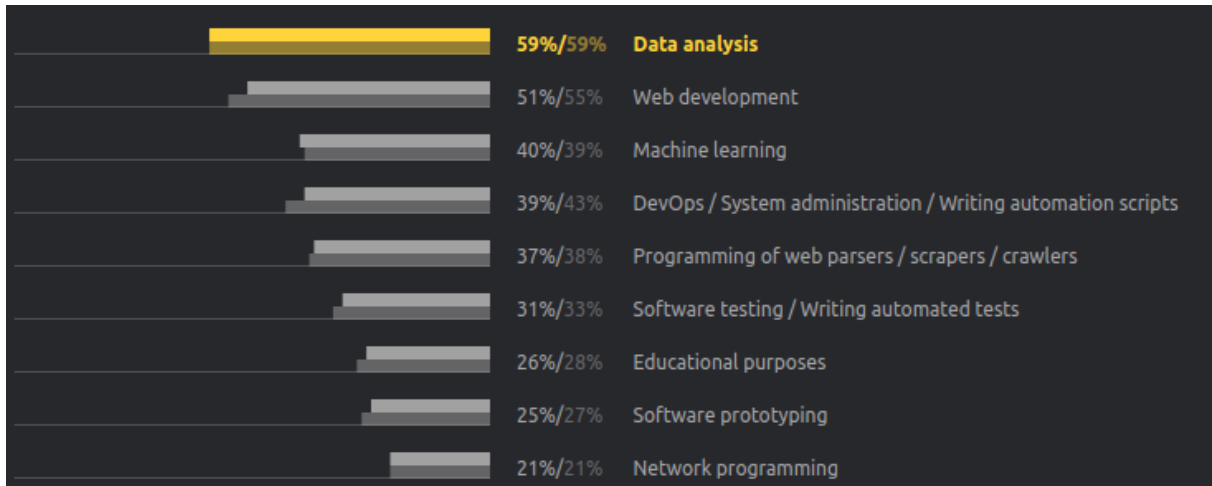 59%/59% Data analysis
51%/55% Web development
40%/39% Machine learning
39%/43% DevOps / System administration / Writing automation scripts
37%/38% Programming of web parsers / scrapers / crawlers
31%/33% Software testing / Writing automated tests
26%/28% Educational purposes
25%/27% Software prototyping
21%/21% Network programming